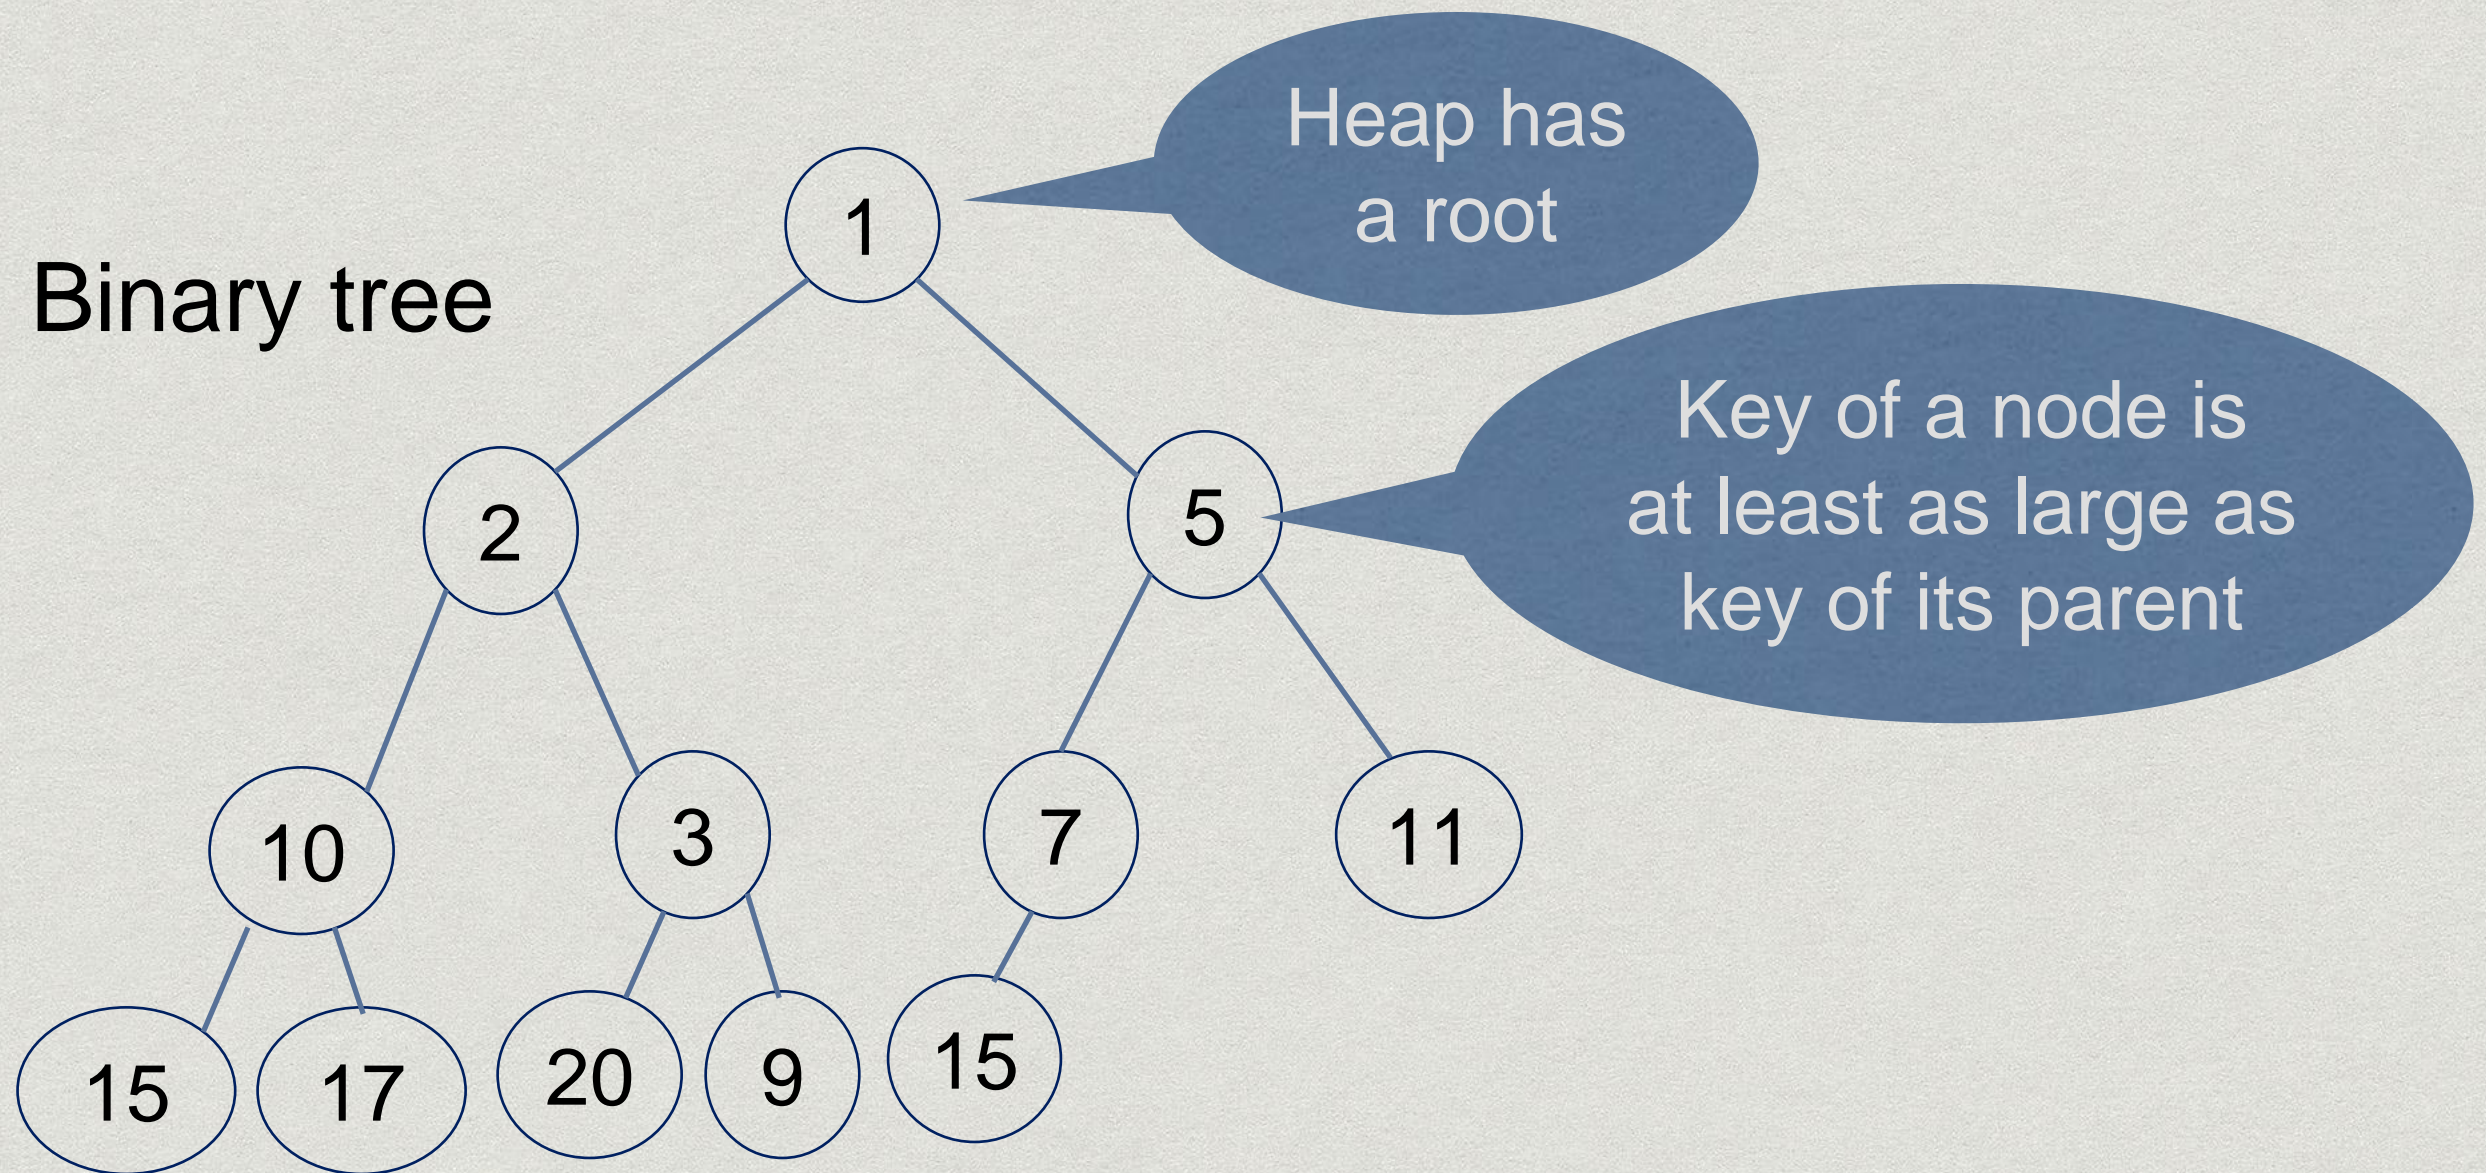 Heap has
a root
1
Binary tree
Key of a node is
at least as large as
key of its parent
2
5
10
3
7
11
15
17
20
9
15